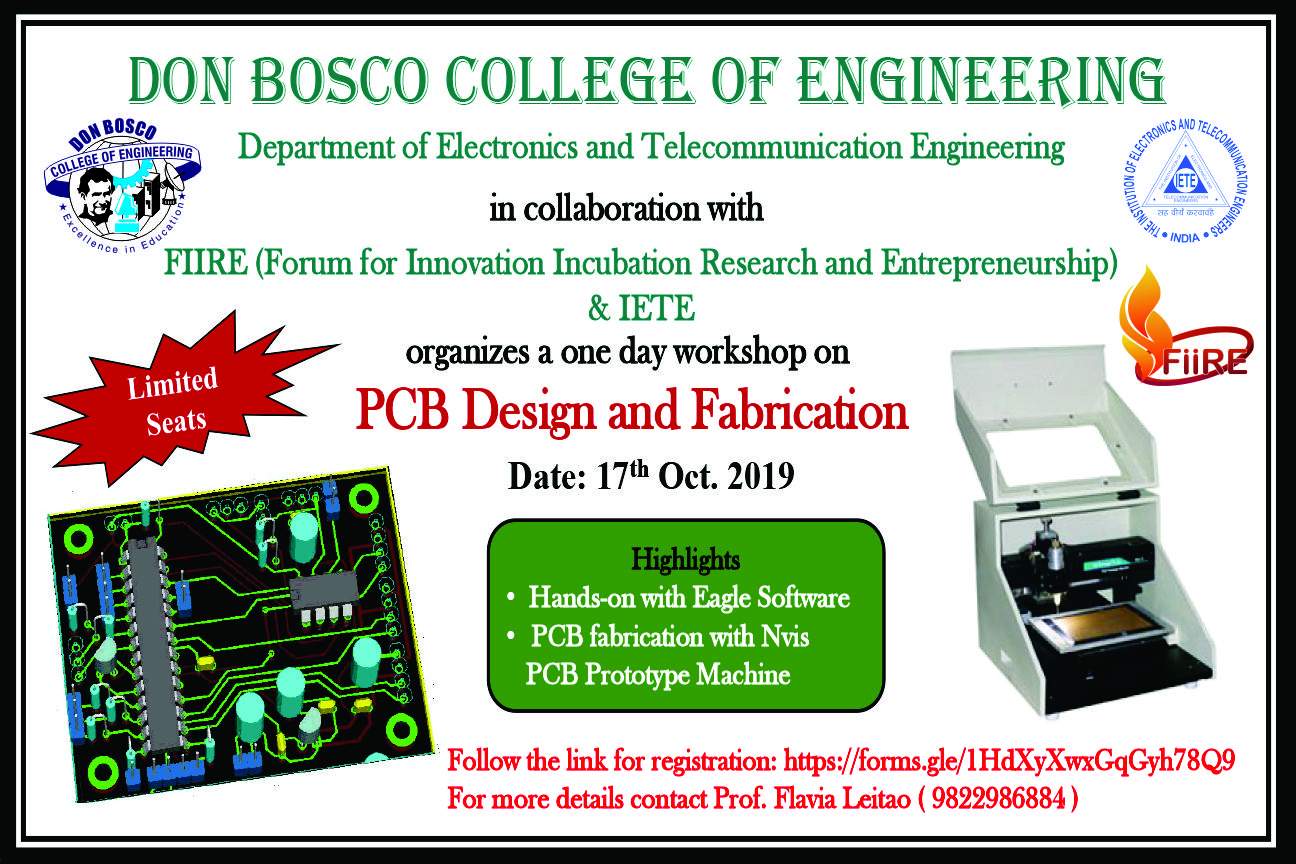 DON BOSCO COLLEGE OF ENGINEERING
DON BOSCO
COLLEGE OF ENGINEERING
Excellence in Education
Department of Electronics and Telecommunication Engineering
THE INSTITUTION OF ELECTRONICS AND TELECOMMUNICATION ENGINEERS
IETE
सह वीर्यं करवावहै
INDIA
in collaboration with
FIIRE (Forum for Innovation Incubation Research and Entrepreneurship)
& IETE
FiiRE
organizes a one day workshop on
Limited
Seats
PCB Design and Fabrication
Date: 17th Oct. 2019
Highlights
• Hands-on with Eagle Software
• PCB fabrication with Nvis
PCB Prototype Machine
Follow the link for registration: https://forms.gle/1HdXyXwxGqGyh78Q9
For more details contact Prof. Flavia Leitao ( 9822986884 )